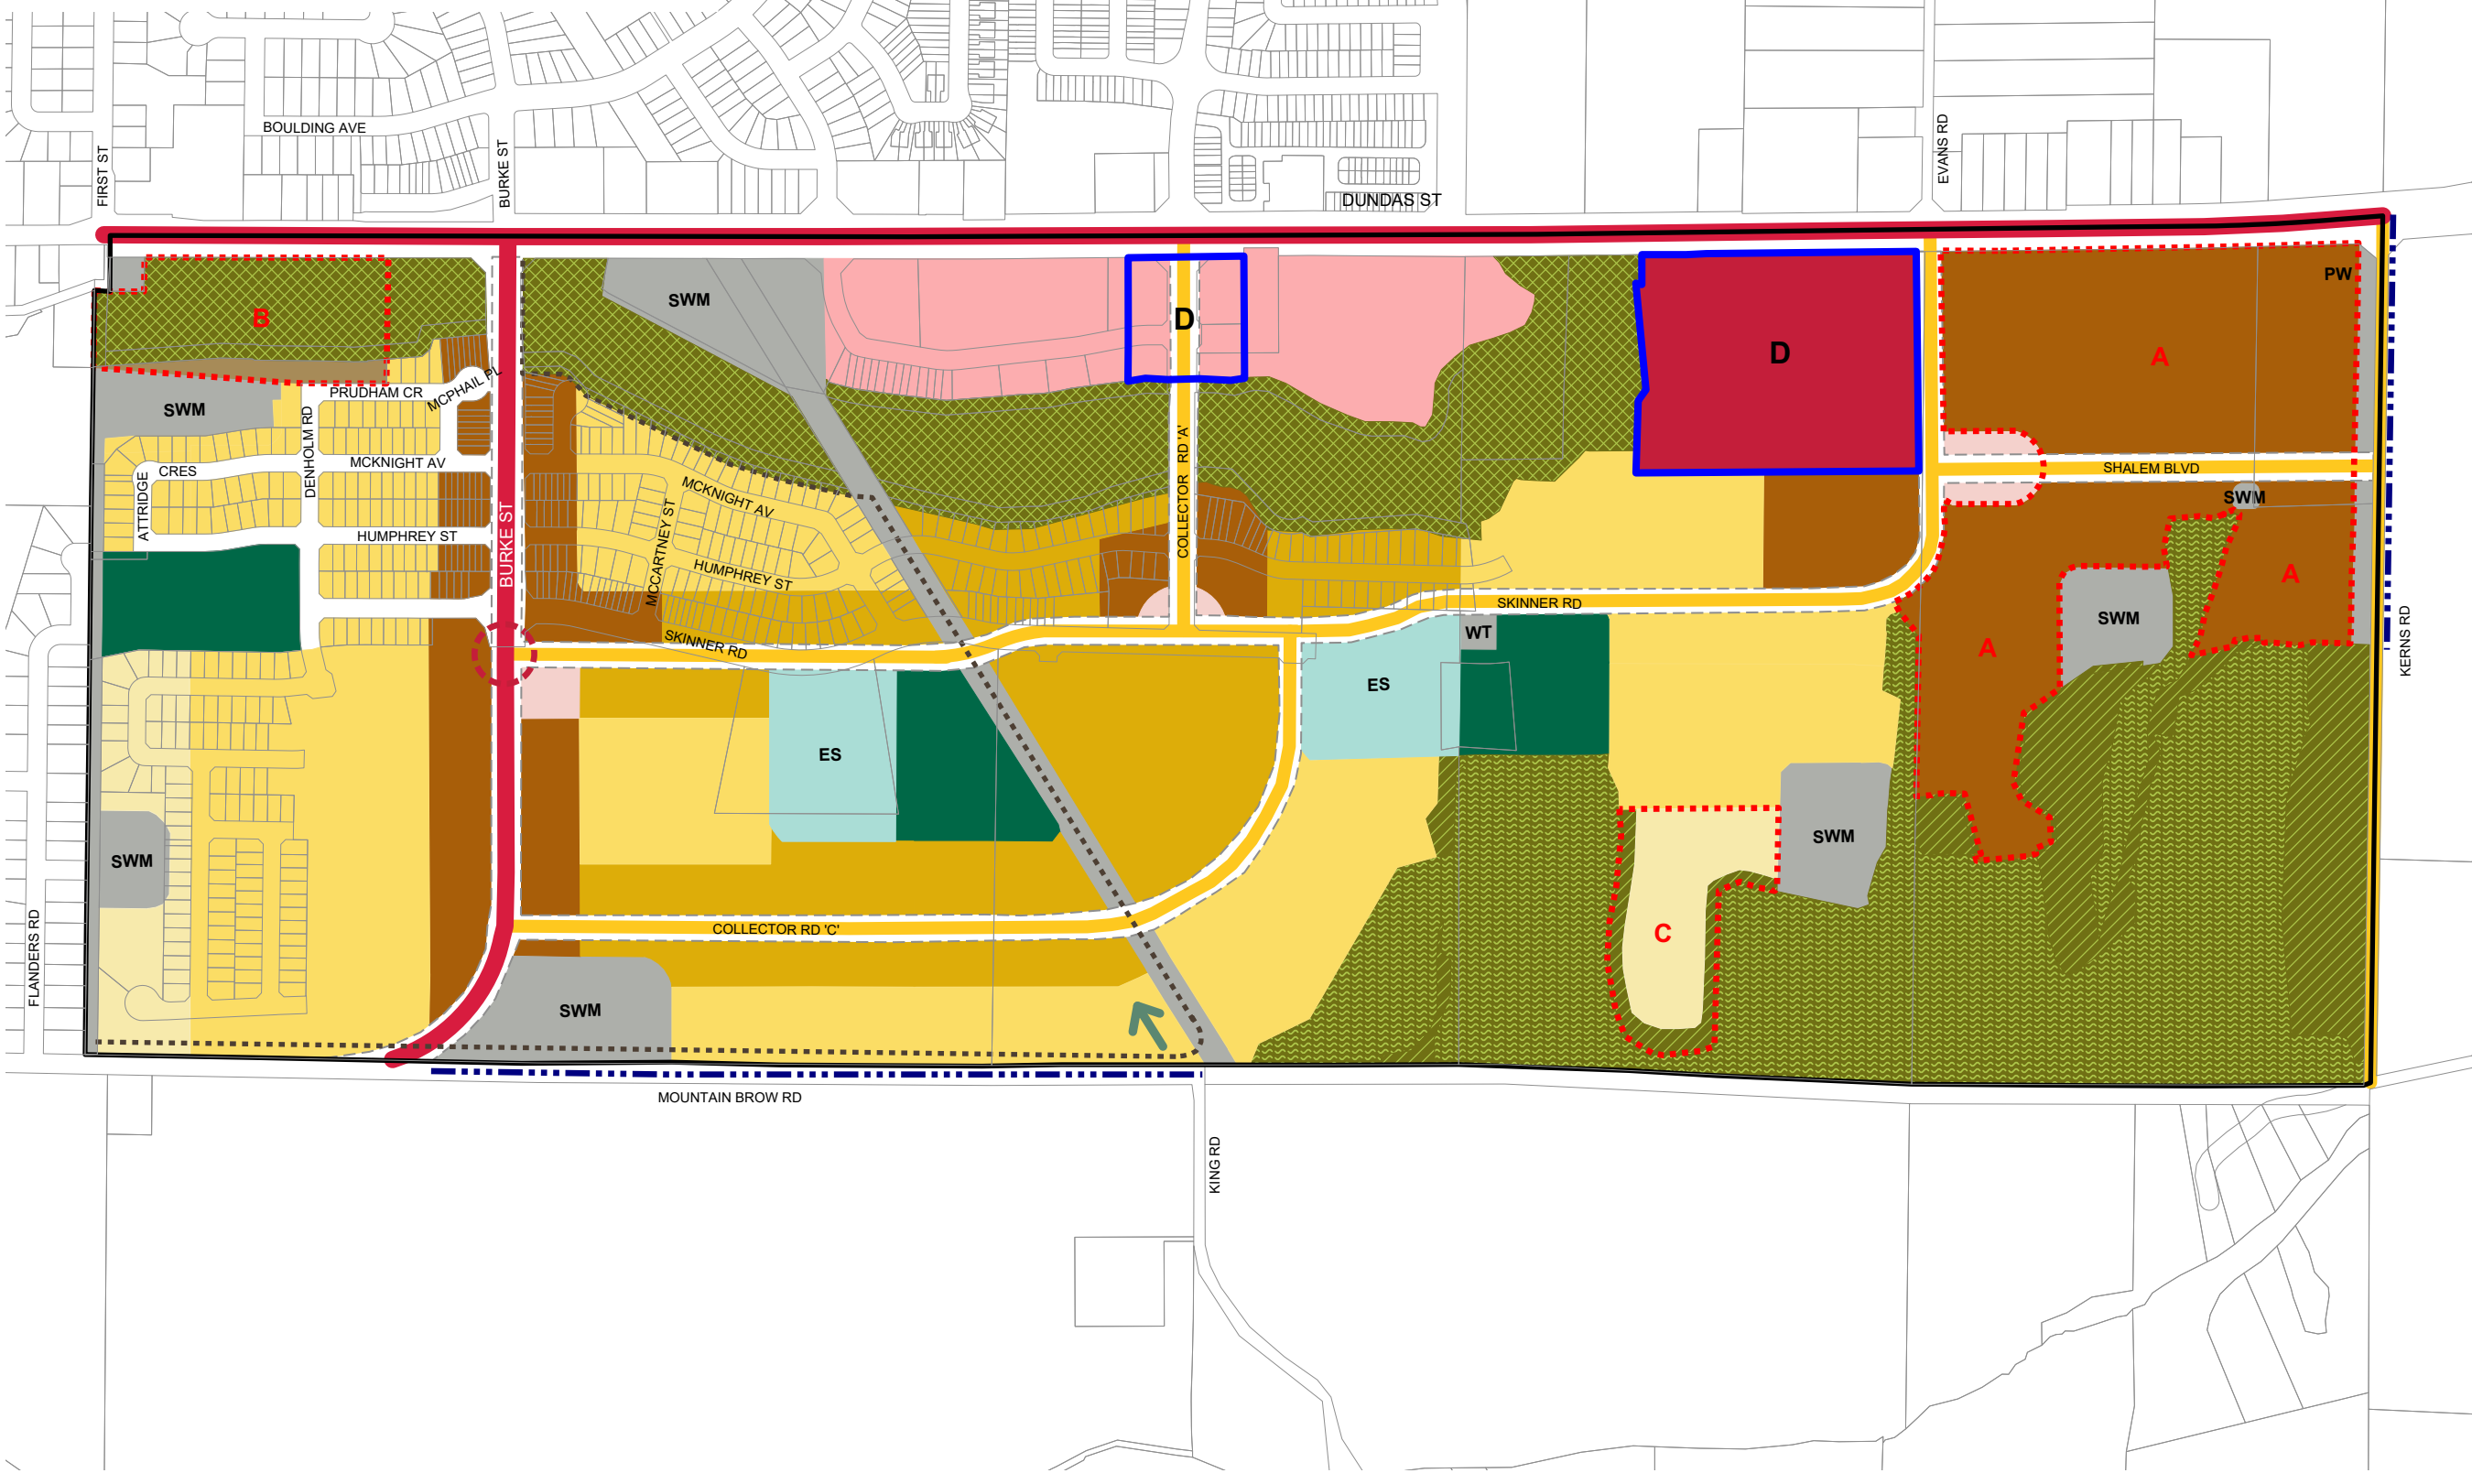 BOULDING AVE
FIRST ST
BURKE ST
EVANS RD
DUNDAS ST
SWM
PW
B
D
D
A
MCPHAIL PL
PRUDHAM CR
SWM
DENHOLM RD
COLLECTOR RD 'A'
MCKNIGHT AV
CRES
SHALEM BLVD
MCKNIGHT AV
SWM
ATTRIDGE
MCCARTNEY ST
HUMPHREY ST
BURKE ST
HUMPHREY ST
A
SKINNER RD
SWM
WT
SKINNER RD
A
KERNS RD
ES
ES
SWM
SWM
COLLECTOR RD 'C'
C
FLANDERS RD
SWM
MOUNTAIN BROW RD
KING RD